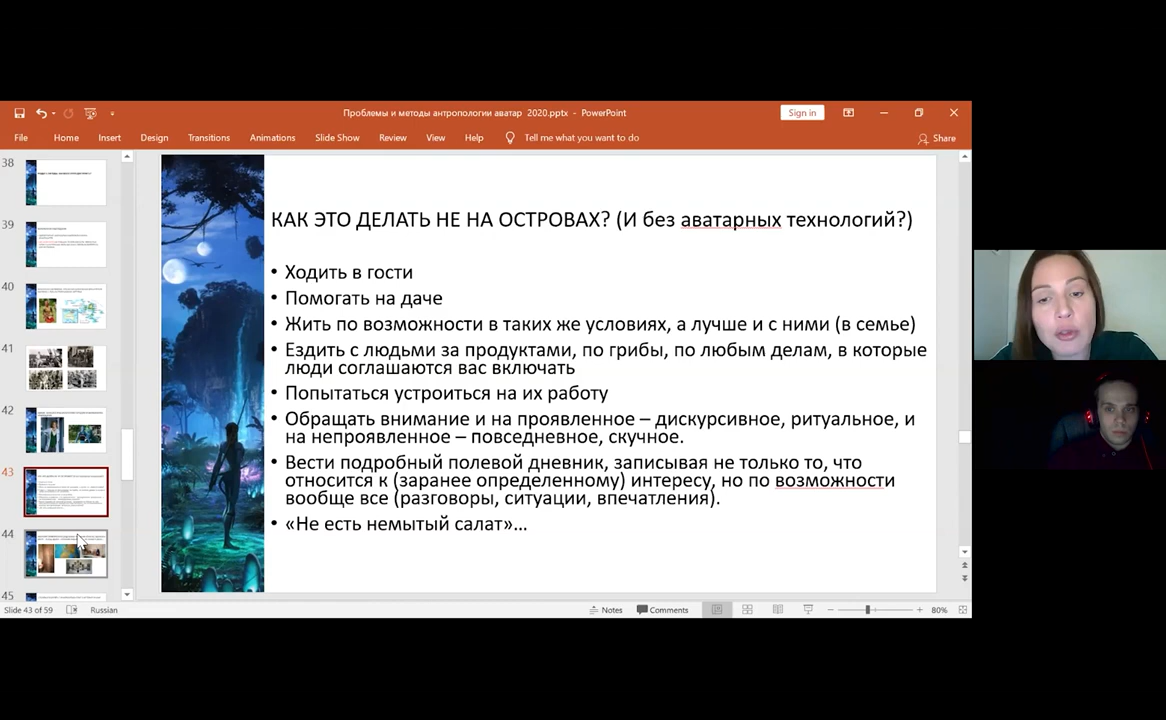 Проблемы и методы антропологии аватар 2020.pptx - PowerPoint
Sign in
File Home Insert Design Transitions Animations Slide Show Review View Help Tell me what you want to do Share
38
39
40
41
42
43
44
45
КАК ЭТО ДЕЛАТЬ НЕ НА ОСТРОВАХ? (И без аватарных технологий?)
• Ходить в гости
• Помогать на даче
• Жить по возможности в таких же условиях, а лучше и с ними (в семье)
• Ездить с людьми за продуктами, по грибы, по любым делам, в которые
люди соглашаются вас включать
• Попытаться устроиться на их работу
• Обращать внимание и на проявленное – дискурсивное, ритуальное, и
на непроявленное – повседневное, скучное.
• Вести подробный полевой дневник, записывая не только то, что
относится к (заранее определенному) интересу, но по возможности
вообще все (разговоры, ситуации, впечатления).
• «Не есть немытый салат»...
Slide 43 of 59 Russian Notes Comments 80%